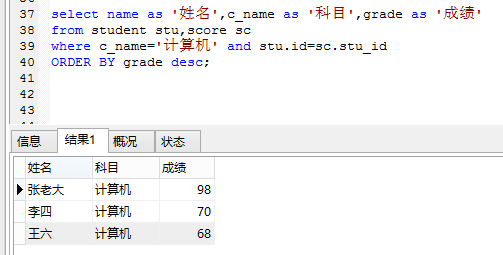 37 select name as '姓名',c_name as '科目',grade as '成绩'
38 from student stu,score sc
39 where c_name='计算机' and stu.id=sc.stu_id
40 ORDER BY grade desc;
41
42
43
信息 结果1 概况 状态
姓名 科目 成绩
张老大 计算机 98
李四 计算机 70
王六 计算机 68